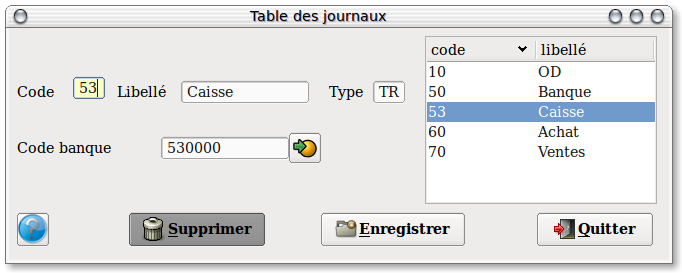 Table des journaux
Code 53 Libellé Caisse Type TR
Code banque 530000
code libellé
10 OD
50 Banque
53 Caisse
60 Achat
70 Ventes
? Supprimer Enregistrer Quitter